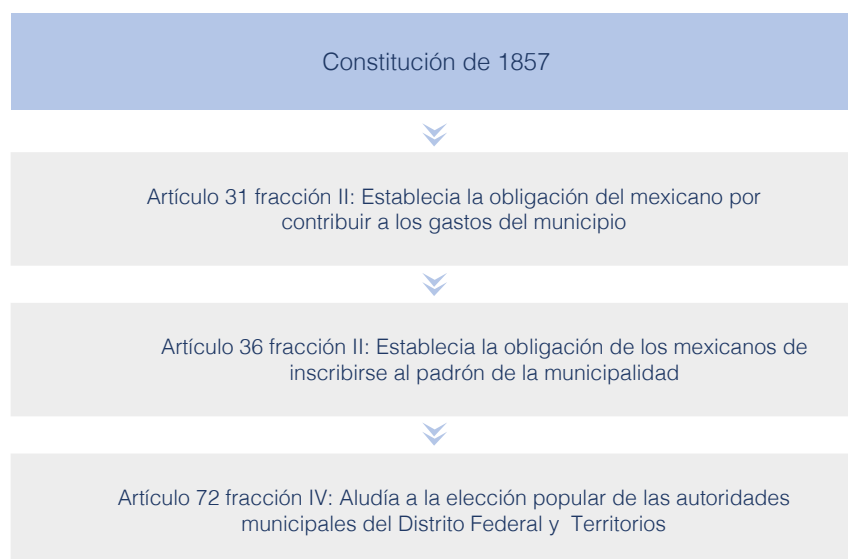 Constitución de 1857
Artículo 31 fracción II: Establecia la obligación del mexicano por
contribuir a los gastos del municipio
Artículo 36 fracción II: Establecia la obligación de los mexicanos de
inscribirse al padrón de la municipalidad
Artículo 72 fracción IV: Aludía a la elección popular de las autoridades
municipales del Distrito Federal y Territorios